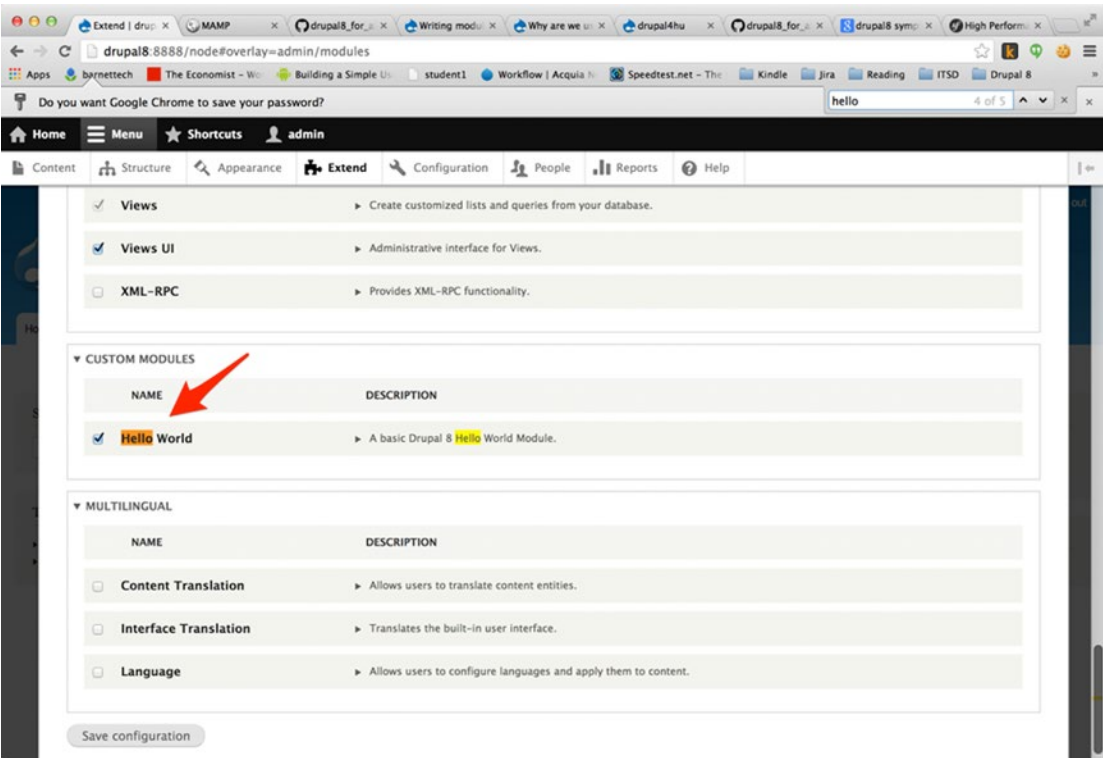 Extend | drup MAMP drupal8_for_a Writing modul Why are we us drupal4hu drupal8_for_a drupal8 symp High Performa
drupal8:8888/node#overlay=admin/modules
Apps barnettech The Economist - Wo Building a Simple Us student1 Workflow | Acquia N Speedtest.net - The Kindle Jira Reading ITSD Drupal 8 »
Do you want Google Chrome to save your password? hello 4 of 5
Home Menu Shortcuts admin
Content Structure Appearance Extend Configuration People Reports Help
out
Views Create customized lists and queries from your database.
Views UI Administrative interface for Views.
XML-RPC Provides XML-RPC functionality.
Ho
CUSTOM MODULES
NAME DESCRIPTION
Hello World A basic Drupal 8 Hello World Module.
MULTILINGUAL
NAME DESCRIPTION
Content Translation Allows users to translate content entities.
Interface Translation Translates the built-in user interface.
Language Allows users to configure languages and apply them to content.
Save configuration